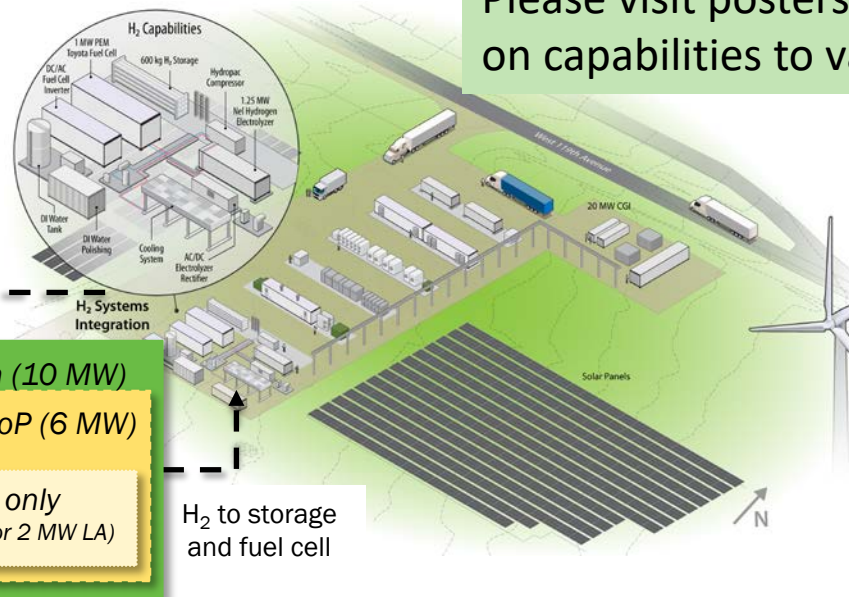 Please visit posters
on capabilities to
H₂ Capabilities
1 MW PEM
Toyota Fuel Cell
DC/AC
Fuel Cell
Inverter
600 kg H₂ Storage
Hydropac
Compressor
1.25 MW
Nel Hydrogen
Electrolyzer
DI Water
Tank
DI Water
Polishing
Cooling
System
AC/DC
Electrolyzer
Rectifier
H₂ Systems
Integration
West 119th Avenue
20 MW CGI
Solar Panels
N
(10 MW)
(6 MW)
only
2 MW LA)
H₂ to storage
and fuel cell